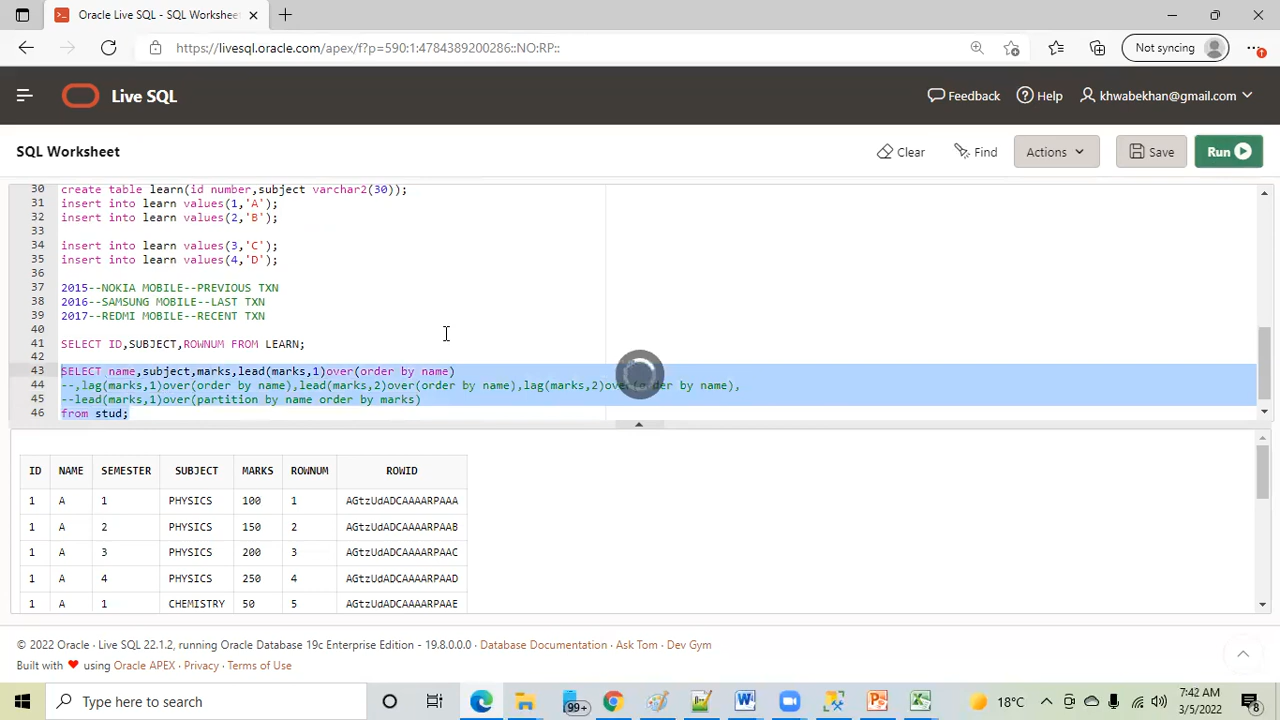 Oracle Live SQL - SQL Workshee
https://livesql.oracle.com/apex/f?p=590:1:4784389200286::NO:RP::
Not syncing
Live SQL
Feedback
Help
khwabekhan@gmail.com
SQL Worksheet
Clear
Find
Actions
Save
Run
30 create table learn(id number,subject varchar2(30));
31 insert into learn values(1,'A');
32 insert into learn values(2,'B');
33
34 insert into learn values(3,'C');
35 insert into learn values(4,'D');
36
37 2015--NOKIA MOBILE--PREVIOUS TXN
38 2016--SAMSUNG MOBILE--LAST TXN
39 2017--REDMI MOBILE--RECENT TXN
40
41 SELECT ID,SUBJECT,ROWNUM FROM LEARN;
42
43 SELECT name,subject,marks,lead(marks,1)over(order by name)
44 --,lag(marks,1)over(order by name),lead(marks,2)over(order by name),lag(marks,2)over(order by name),
45 --lead(marks,1)over(partition by name order by marks)
46 from stud;
ID NAME SEMESTER SUBJECT MARKS ROWNUM ROWID
1 A 1 PHYSICS 100 1 AGtzUdADCAAAARPAAA
1 A 2 PHYSICS 150 2 AGtzUdADCAAAARPAAB
1 A 3 PHYSICS 200 3 AGtzUdADCAAAARPAAC
1 A 4 PHYSICS 250 4 AGtzUdADCAAAARPAAD
1 A 1 CHEMISTRY 50 5 AGtzUdADCAAAARPAAE
© 2022 Oracle · Live SQL 22.1.2, running Oracle Database 19c Enterprise Edition - 19.8.0.0.0 · Database Documentation · Ask Tom · Dev Gym
Built with ❤ using Oracle APEX · Privacy · Terms of Use
Type here to search
99+
18°C
7:42 AM
3/5/2022
8